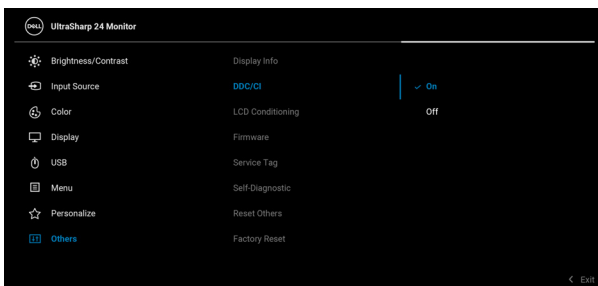 DELL UltraSharp 24 Monitor
Brightness/Contrast Display Info
Input Source DDC/CI On
Color LCD Conditioning Off
Display Firmware
USB Service Tag
Menu Self-Diagnostic
Personalize Reset Others
Others Factory Reset
Exit